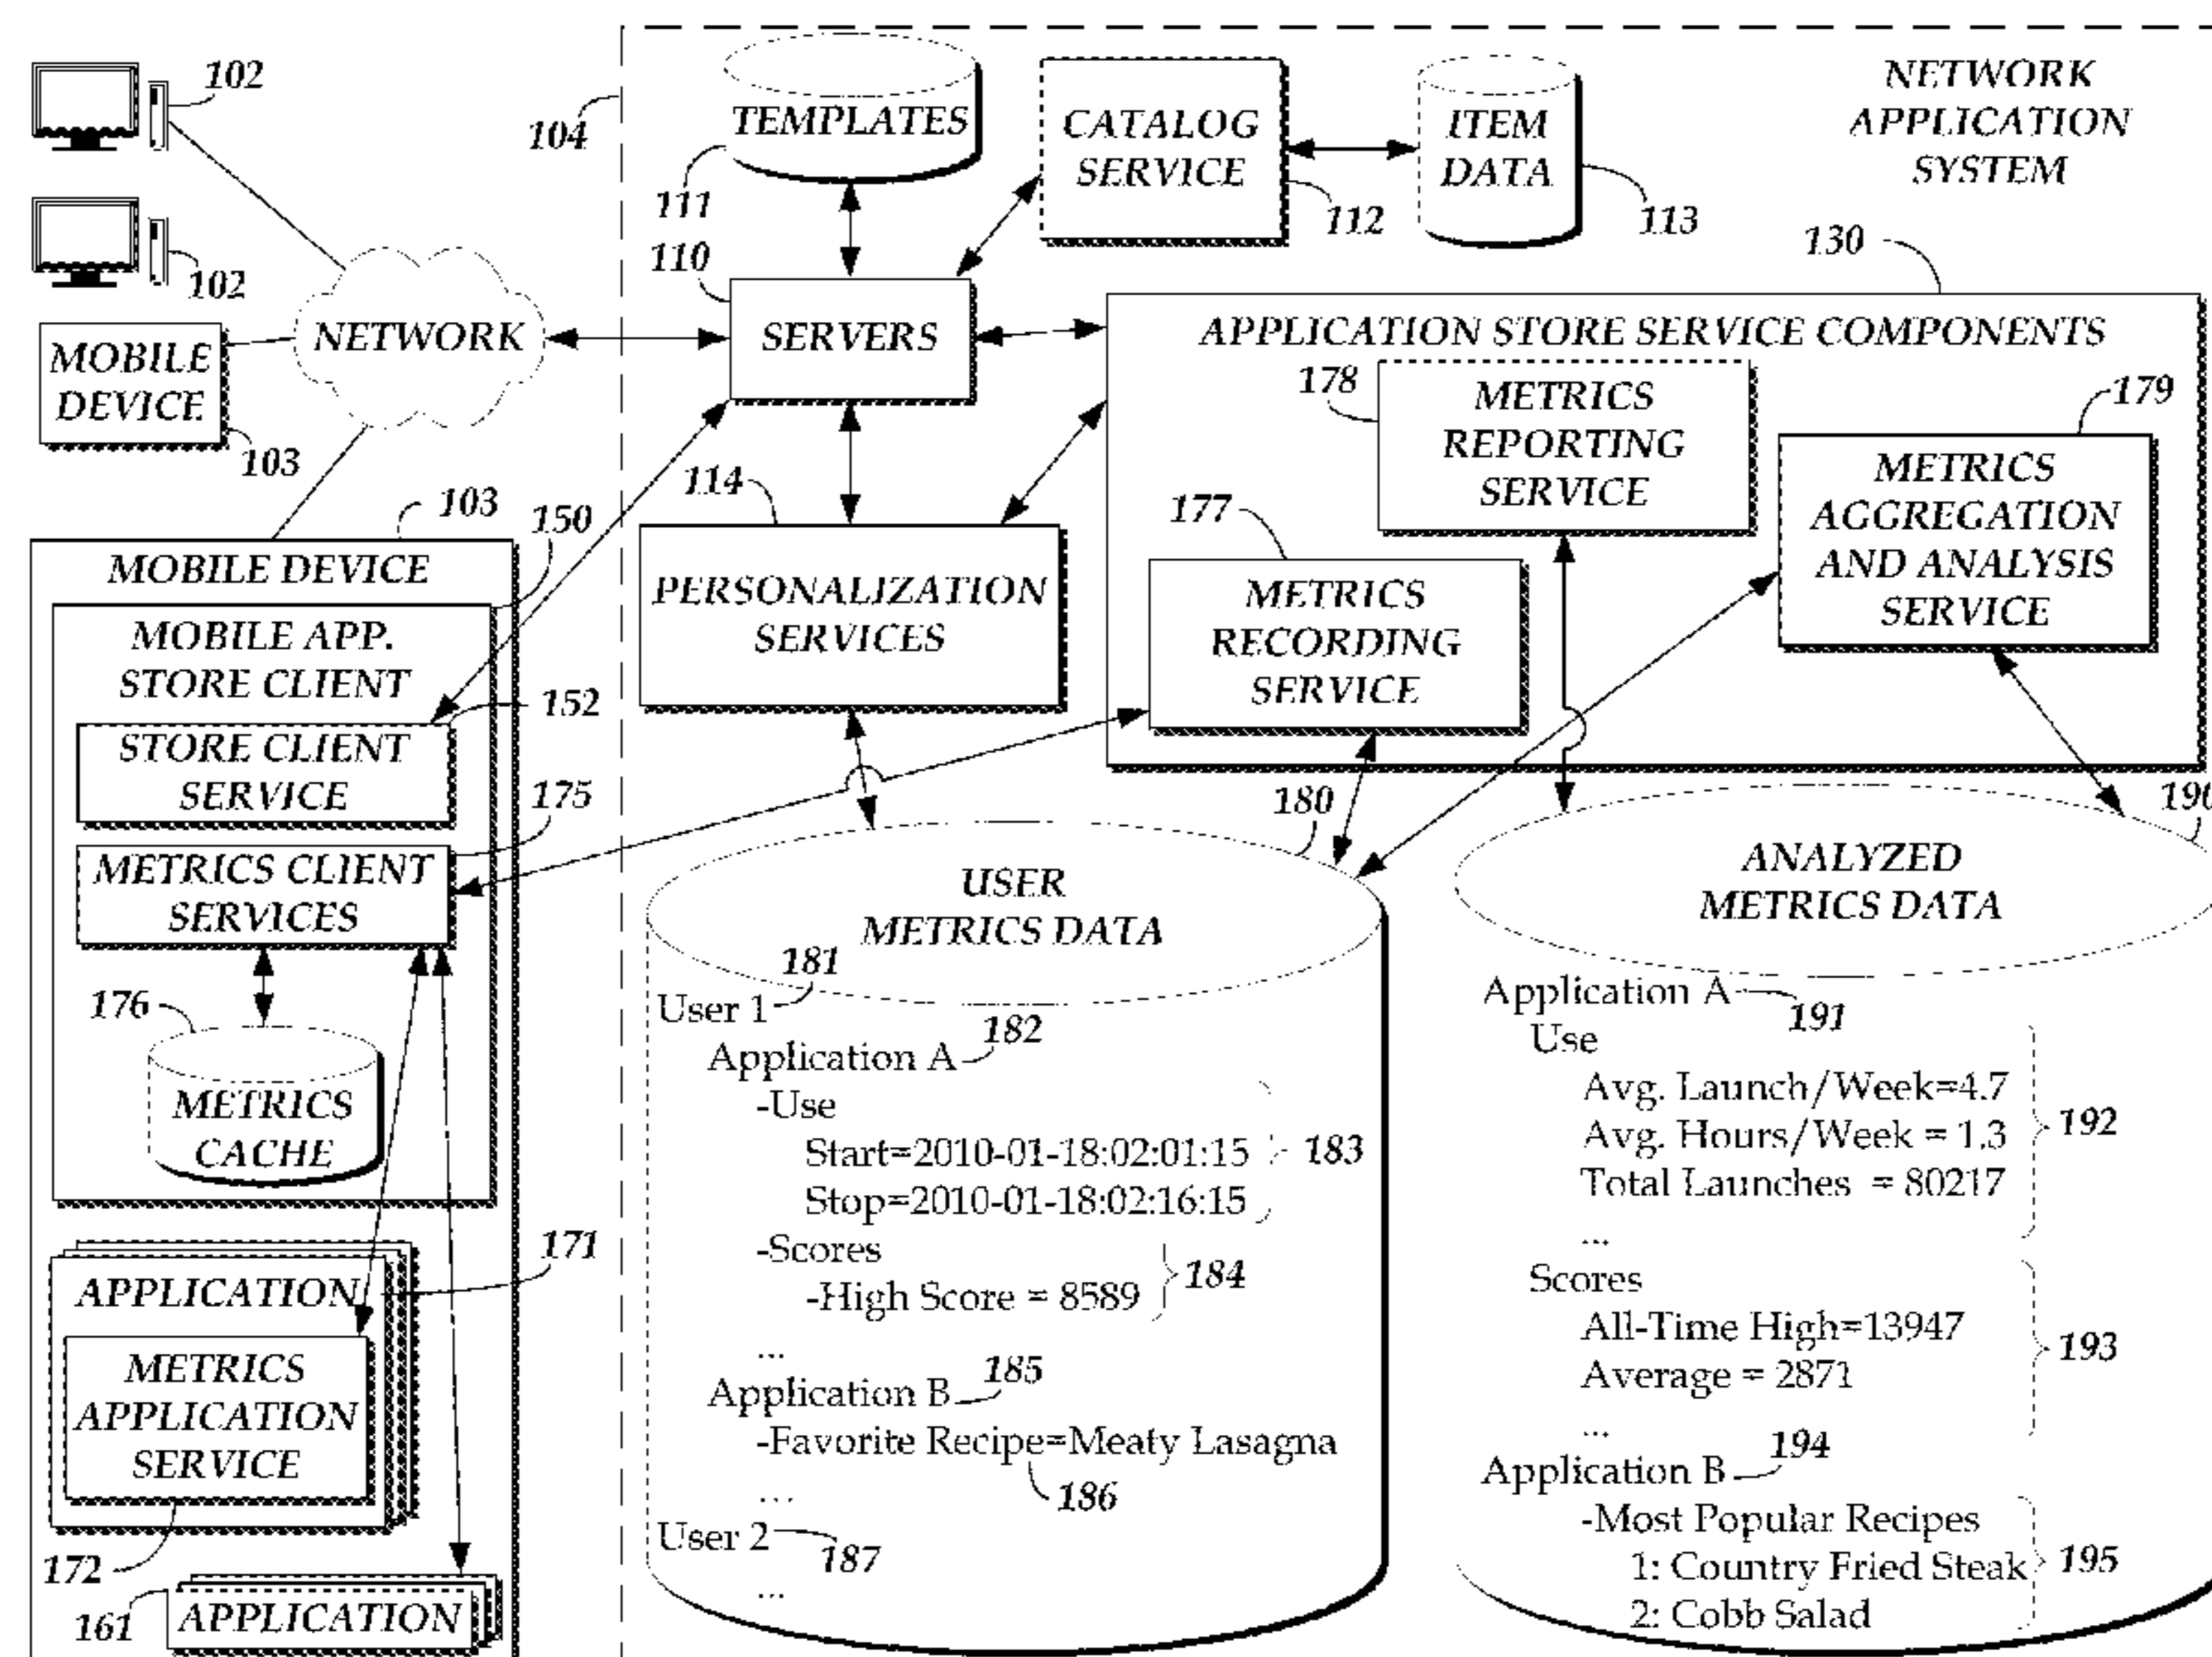 102
102
NETWORK
MOBILE
DEVICE
103
103
MOBILE DEVICE
150
MOBILE APP.
STORE CLIENT
152
STORE CLIENT
SERVICE
175
METRICS CLIENT
SERVICES
176
METRICS
CACHE
171
APPLICATION
METRICS
APPLICATION
SERVICE
172
161
APPLICATION
104
NETWORK
APPLICATION
SYSTEM
TEMPLATES
111
CATALOG
SERVICE
112
ITEM
DATA
113
110
SERVERS
130
APPLICATION STORE SERVICE COMPONENTS
178
METRICS
REPORTING
SERVICE
179
METRICS
AGGREGATION
AND ANALYSIS
SERVICE
114
PERSONALIZATION
SERVICES
177
METRICS
RECORDING
SERVICE
180
USER
METRICS DATA
181
User 1
182
Application A
-Use
Start=2010-01-18:02:01:15
Stop=2010-01-18:02:16:15
183
-Scores
-High Score = 8589
184
...
185
Application B
-Favorite Recipe=Meaty Lasagna
186
...
User 2
187
...
ANALYZED
METRICS DATA
Application A
191
Use
Avg. Launch/Week=4.7
Avg. Hours/Week = 1.3
Total Launches = 80217
192
...
Scores
All-Time High=13947
Average = 2871
193
...
194
Application B
-Most Popular Recipes
1: Country Fried Steak
2: Cobb Salad
195